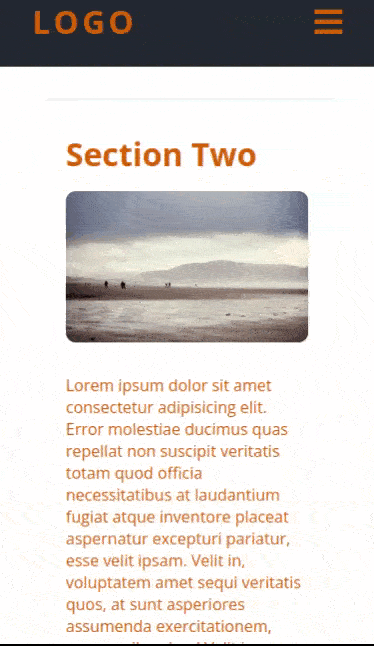 LOGO
Section Two
Lorem ipsum dolor sit amet
consectetur adipisicing elit.
Error molestiae ducimus quas
repellat non suscipit veritatis
totam quod officia
necessitatibus at laudantium
fugiat atque inventore placeat
aspernatur excepturi pariatur,
esse velit ipsam. Velit in,
voluptatem amet sequi veritatis
quos, at sunt asperiores
assumenda exercitationem,